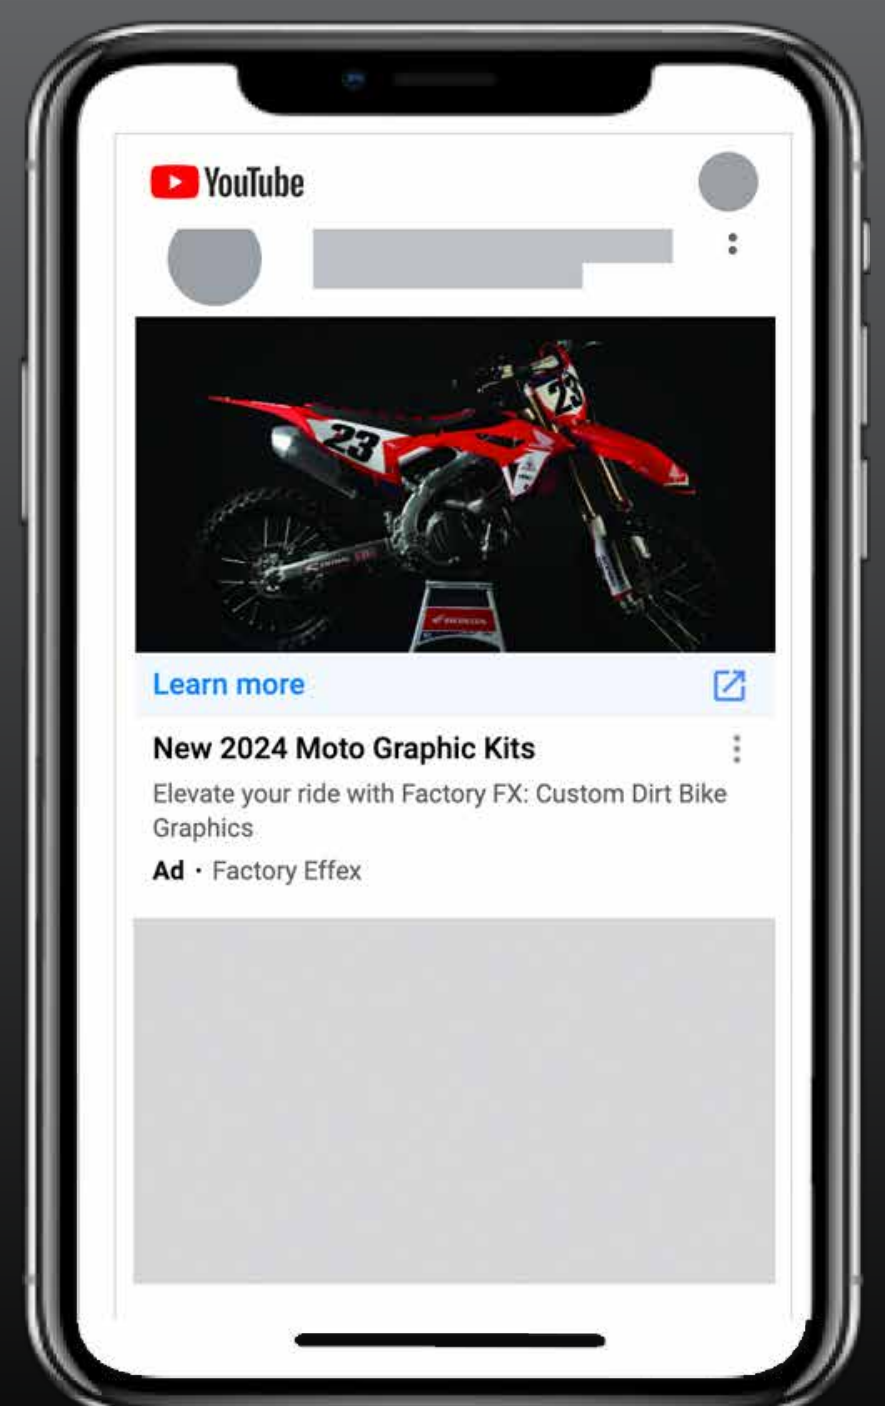 YouTube
23
23
HONDA
Learn more
New 2024 Moto Graphic Kits
Elevate your ride with Factory FX: Custom Dirt Bike
Graphics
Ad · Factory Effex